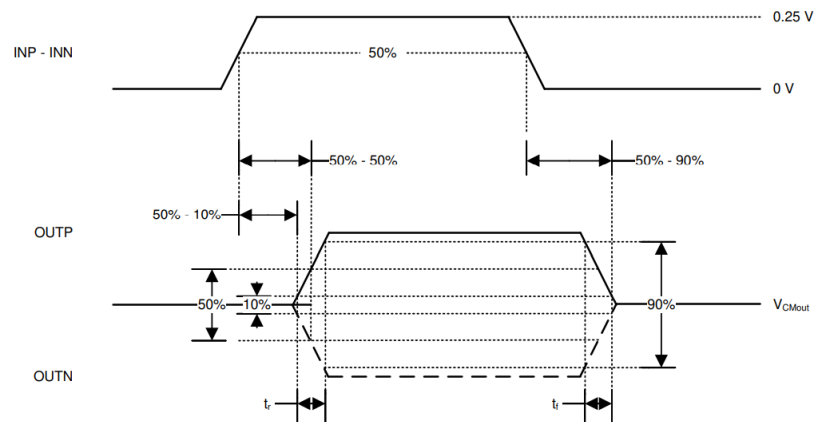 0.25 V
INP - INN
50%
0 V
50% - 50%
50% - 90%
50% - 10%
OUTP
50%
10%
90%
VCMout
OUTN
tr
tf